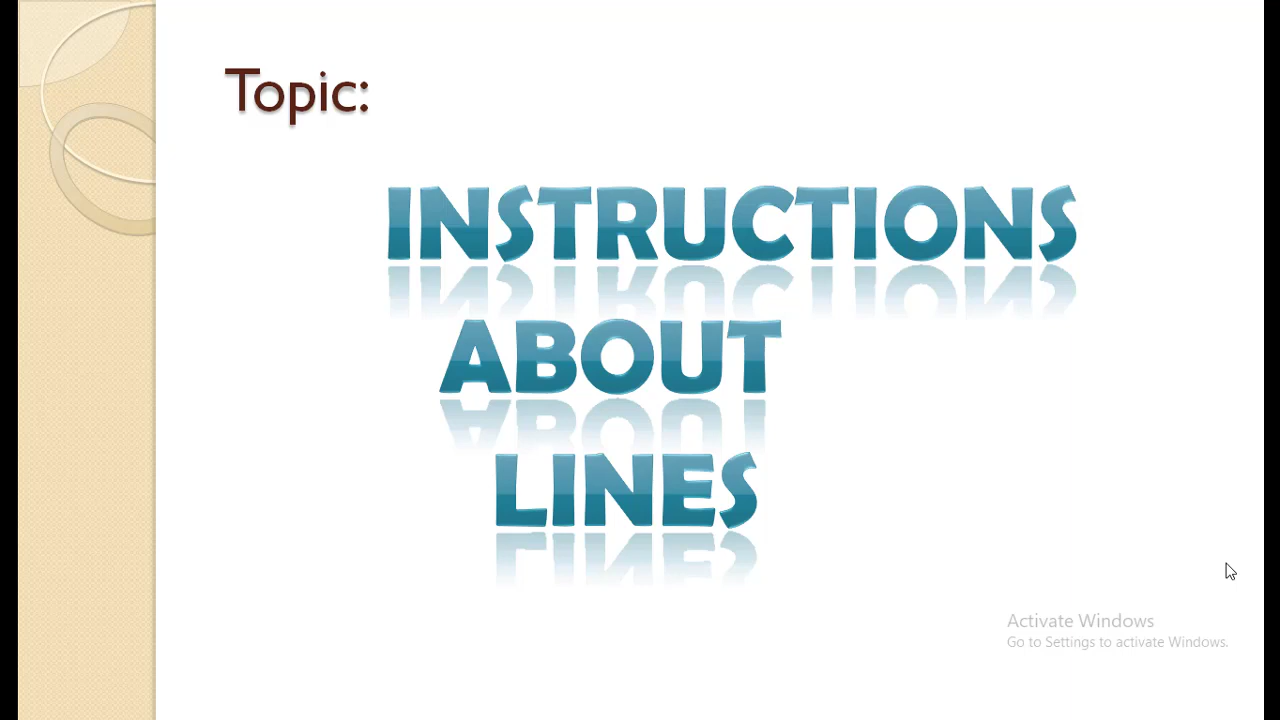 Topic:
INSTRUCTIONS
ABOUT
LINES
Activate Windows
Go to Settings to activate Windows.